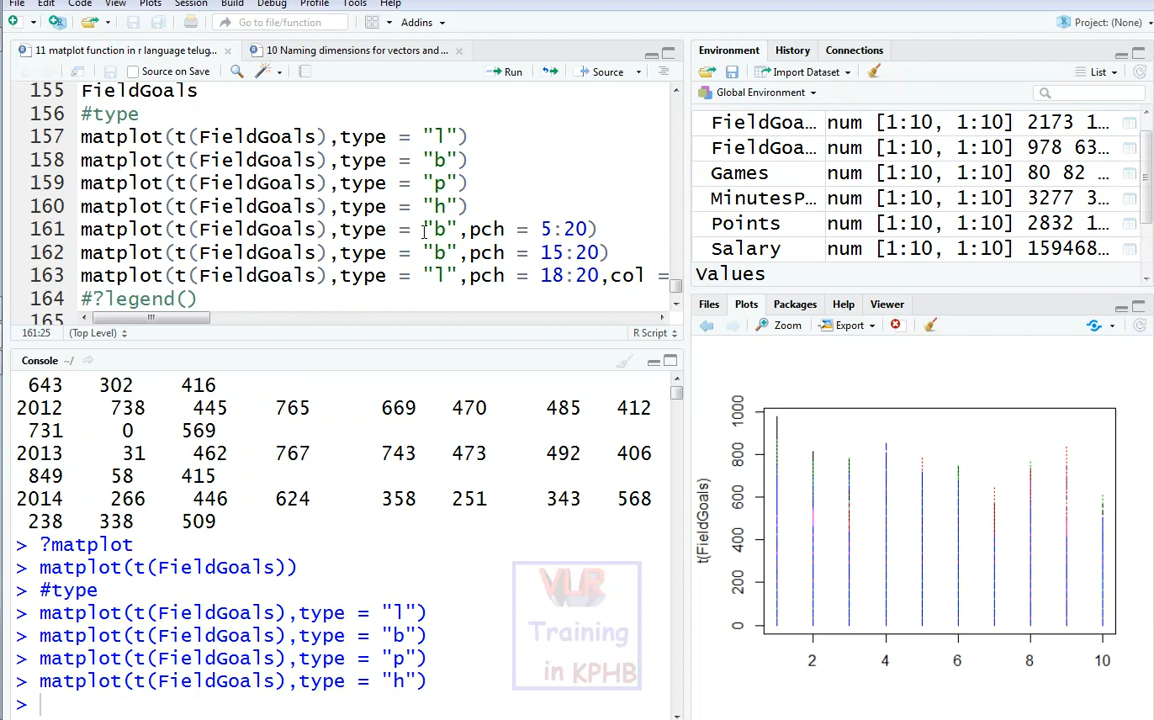 File Edit Code View Plots Session Build Debug Profile Tools Help
Go to file/function
Addins
Project: (None)
11 matplot function in r language telug...
10 Naming dimensions for vectors and ...
Source on Save
Run
Source
155 FieldGoals
156 #type
157 matplot(t(FieldGoals),type = "l")
158 matplot(t(FieldGoals),type = "b")
159 matplot(t(FieldGoals),type = "p")
160 matplot(t(FieldGoals),type = "h")
161 matplot(t(FieldGoals),type = "b",pch = 5:20)
162 matplot(t(FieldGoals),type = "b",pch = 15:20)
163 matplot(t(FieldGoals),type = "l",pch = 18:20,col =
164 #?legend()
165
161:25 (Top Level) R Script
Console ~/
643 302 416
2012 738 445 765 669 470 485 412
731 0 569
2013 31 462 767 743 473 492 406
849 58 415
2014 266 446 624 358 251 343 568
238 338 509
> ?matplot
> matplot(t(FieldGoals))
> #type
> matplot(t(FieldGoals),type = "l")
> matplot(t(FieldGoals),type = "b")
> matplot(t(FieldGoals),type = "p")
> matplot(t(FieldGoals),type = "h")
>
VLR
Training
in KPHB
Environment History Connections
Import Dataset
List
Global Environment
FieldGoa... num [1:10, 1:10] 2173 1...
FieldGoa... num [1:10, 1:10] 978 63...
Games num [1:10, 1:10] 80 82 ...
MinutesP... num [1:10, 1:10] 3277 3...
Points num [1:10, 1:10] 2832 1...
Salary num [1:10, 1:10] 159468...
Values
Files Plots Packages Help Viewer
Zoom Export
t(FieldGoals)
1000
800
600
400
200
0
2 4 6 8 10